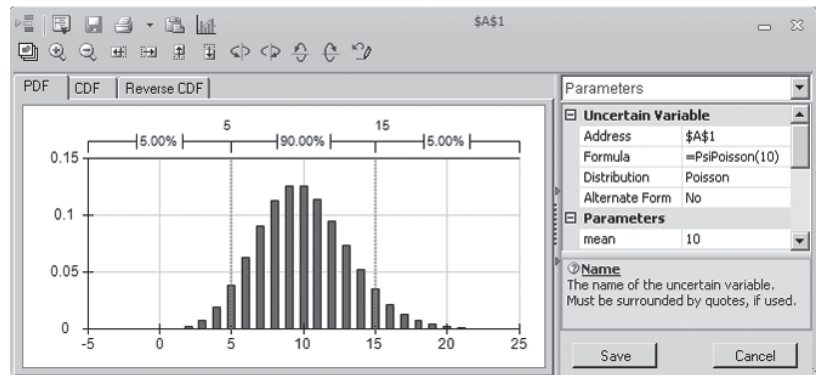 $A$1
PDF CDF Reverse CDF
5 15
5.00% 90.00% 5.00%
0.15
0.1
0.05
0
-5 0 5 10 15 20 25
Parameters
Uncertain Variable
Address $A$1
Formula =PsiPoisson(10)
Distribution Poisson
Alternate Form No
Parameters
mean 10
Name
The name of the uncertain variable.
Must be surrounded by quotes, if used.
Save Cancel